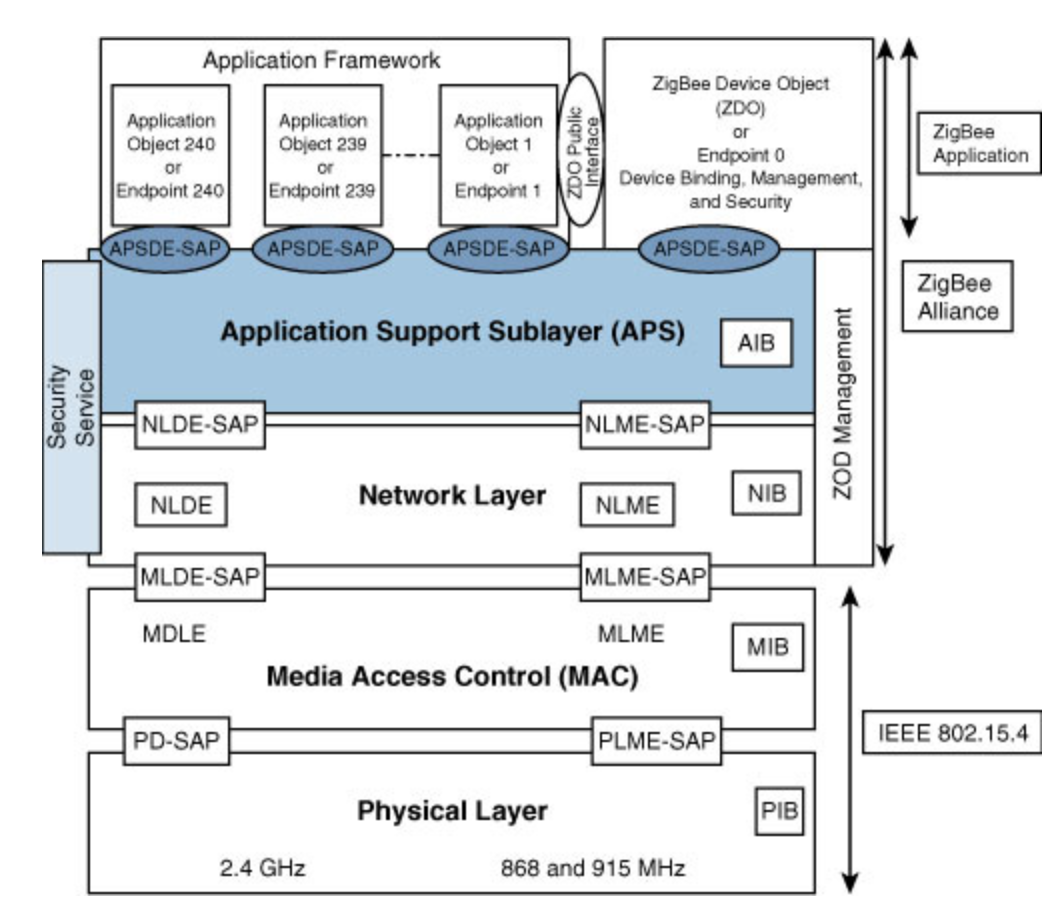 Application Framework
Application
Object 240
or
Endpoint 240
Application
Object 239
or
Endpoint 239
Application
Object 1
or
Endpoint 1
ZDO Public
Interface
ZigBee Device Object
(ZDO)
or
Endpoint 0
Device Binding, Management,
and Security
ZigBee
Application
APSDE-SAP
APSDE-SAP
APSDE-SAP
APSDE-SAP
ZigBee
Alliance
Security
Service
Application Support Sublayer (APS)
AIB
ZOD Management
NLDE-SAP
NLME-SAP
NLDE
Network Layer
NLME
NIB
MLDE-SAP
MLME-SAP
MDLE
MLME
MIB
Media Access Control (MAC)
PD-SAP
PLME-SAP
IEEE 802.15.4
Physical Layer
PIB
2.4 GHz
868 and 915 MHz